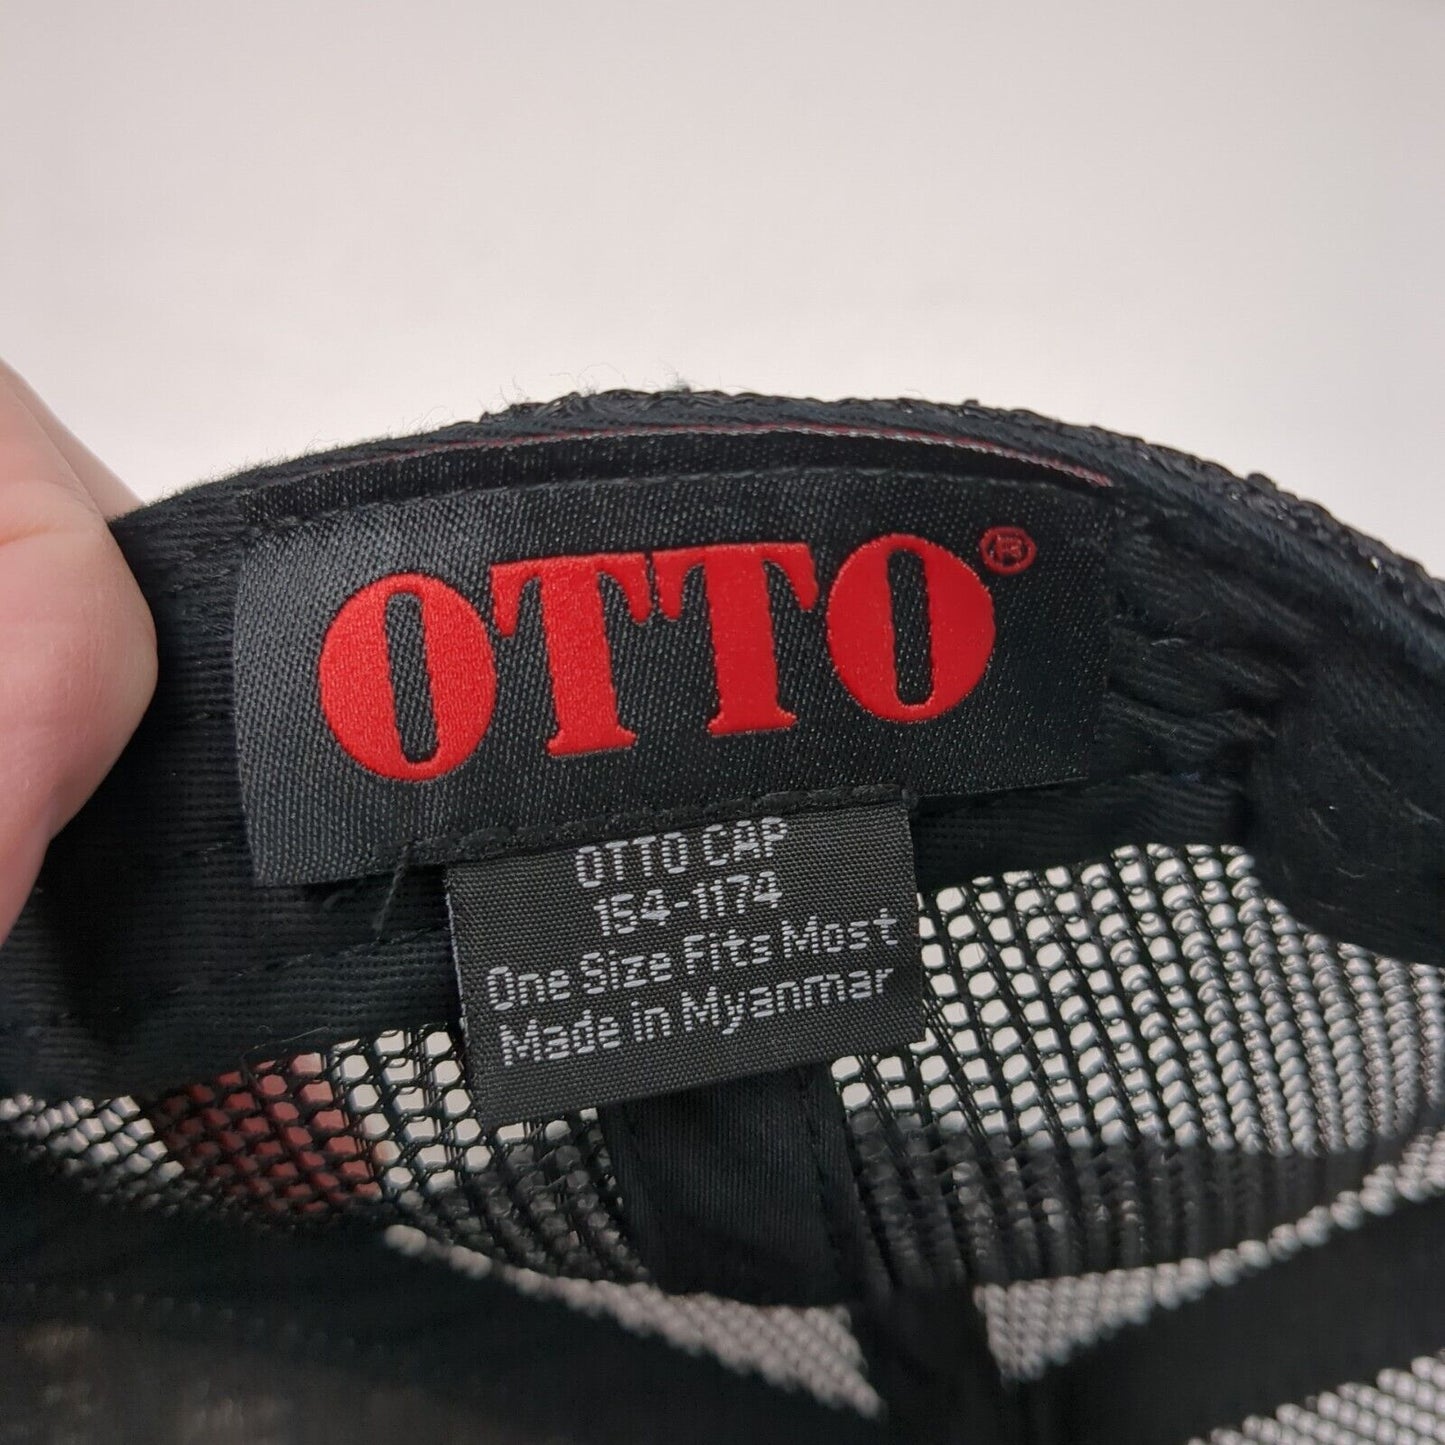 OTTO®
OTTO CAP
154-1174
One Size Fits Most
Made in Myanmar